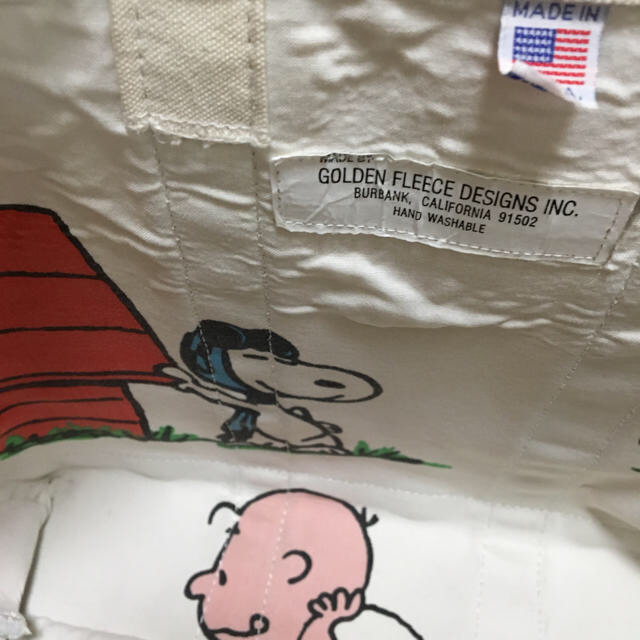 MADE IN
MADE BY
GOLDEN FLEECE DESIGNS INC.
BURBANK, CALIFORNIA 91502
HAND WASHABLE